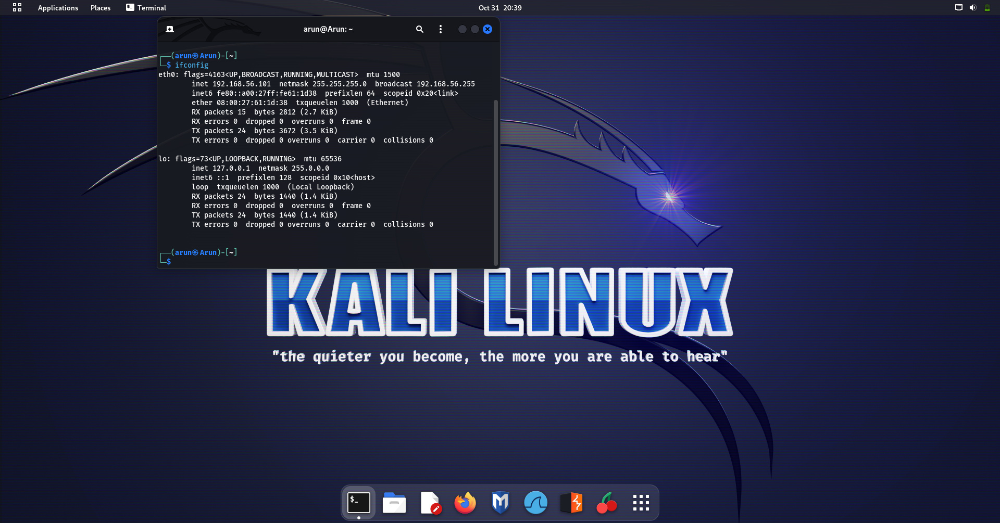 Applications Places Terminal Oct 31 20:39
arun@Arun: ~
┌──(arun㉿Arun)-[~]
└─$ ifconfig
eth0: flags=4163<UP,BROADCAST,RUNNING,MULTICAST>  mtu 1500
        inet 192.168.56.101  netmask 255.255.255.0  broadcast 192.168.56.255
        inet6 fe80::a00:27ff:fe61:1d38  prefixlen 64  scopeid 0x20<link>
        ether 08:00:27:61:1d:38  txqueuelen 1000  (Ethernet)
        RX packets 15  bytes 2812 (2.7 KiB)
        RX errors 0  dropped 0  overruns 0  frame 0
        TX packets 24  bytes 3672 (3.5 KiB)
        TX errors 0  dropped 0 overruns 0  carrier 0  collisions 0
lo: flags=73<UP,LOOPBACK,RUNNING>  mtu 65536
        inet 127.0.0.1  netmask 255.0.0.0
        inet6 ::1  prefixlen 128  scopeid 0x10<host>
        loop  txqueuelen 1000  (Local Loopback)
        RX packets 24  bytes 1440 (1.4 KiB)
        RX errors 0  dropped 0  overruns 0  frame 0
        TX packets 24  bytes 1440 (1.4 KiB)
        TX errors 0  dropped 0 overruns 0  carrier 0  collisions 0
┌──(arun㉿Arun)-[~]
└─$
KALI LINUX
"the quieter you become, the more you are able to hear"
$_
M